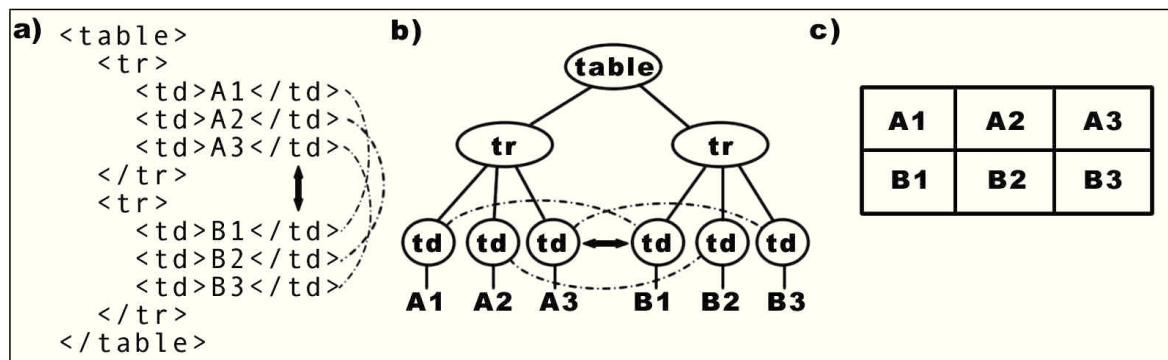 a)
<table>
<tr>
<td>A1</td>
<td>A2</td>
<td>A3</td>
</tr>
<tr>
<td>B1</td>
<td>B2</td>
<td>B3</td>
</tr>
</table>
b)
table
tr tr
td td td td td td
A1 A2 A3 B1 B2 B3
c)
A1 A2 A3
B1 B2 B3